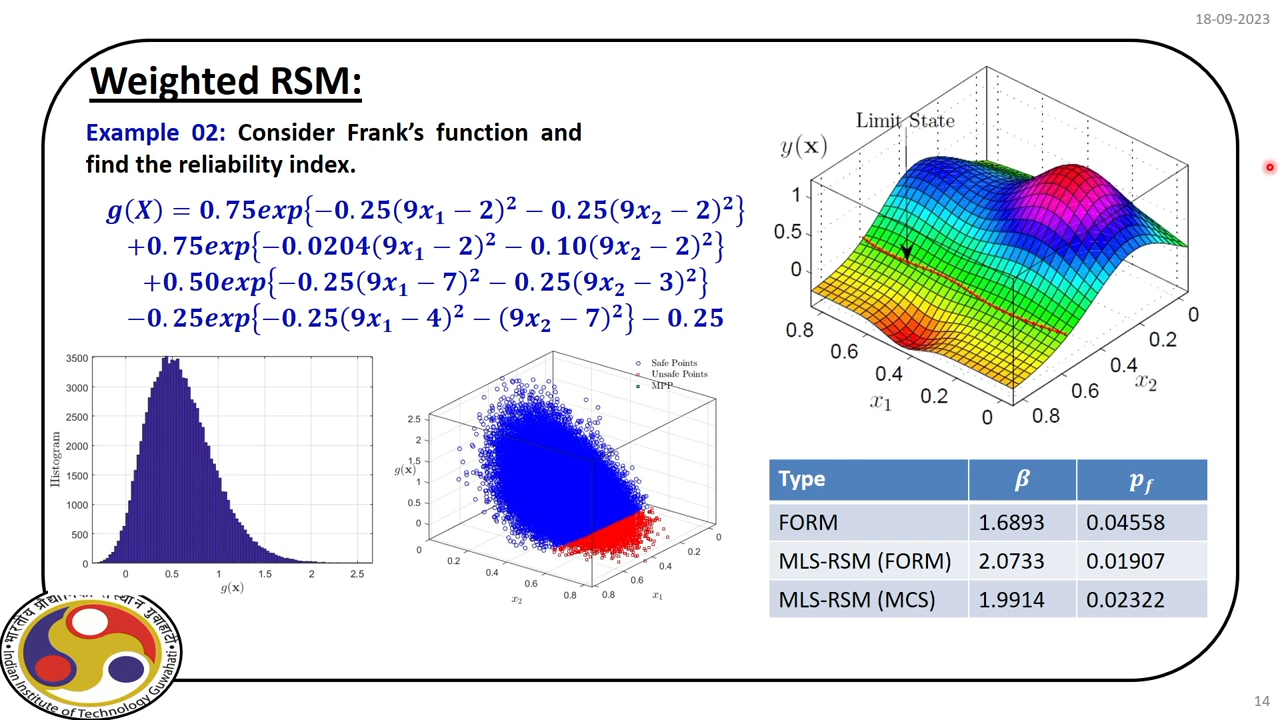 18-09-2023
Weighted RSM:
Example 02: Consider Frank's function and
find the reliability index.
g(X) = 0.75exp{−0.25(9x₁ − 2)² − 0.25(9x₂ − 2)²}
+0.75exp{−0.0204(9x₁ − 2)² − 0.10(9x₂ − 2)²}
+0.50exp{−0.25(9x₁ − 7)² − 0.25(9x₂ − 3)²}
−0.25exp{−0.25(9x₁ − 4)² − (9x₂ − 7)²} − 0.25
Limit State
y(x)
1
0.5
0
0.8
0.6
0.4
0.2
0
x₁
0
0.2
0.4
0.6
0.8
x₂
3500
3000
2500
2000
1500
1000
500
0
Histogram
0 0.5 1 1.5 2 2.5
g(x)
Safe Points
Unsafe Points
MPP
2.5
2
1.5
1
0.5
0
g(x)
0
0.2
0.4
0.6
0.8
x₂
0
0.2
0.4
0.6
0.8
x₁
Type β p_f
FORM 1.6893 0.04558
MLS-RSM (FORM) 2.0733 0.01907
MLS-RSM (MCS) 1.9914 0.02322
भारतीय प्रौद्योगिकी संस्थान गुवाहाटी
Indian Institute of Technology Guwahati
14